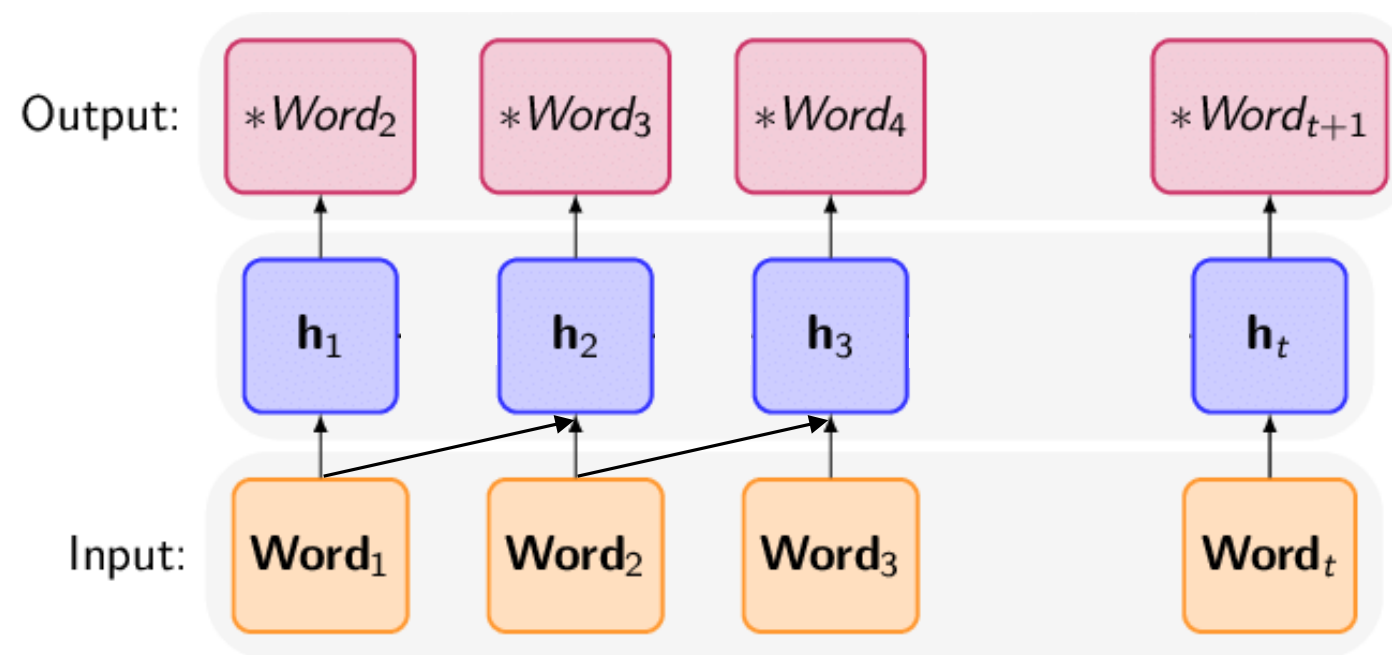 Output: *Word₂ *Word₃ *Word₄ *Wordₜ₊₁
h₁ h₂ h₃ hₜ
Input: Word₁ Word₂ Word₃ Wordₜ